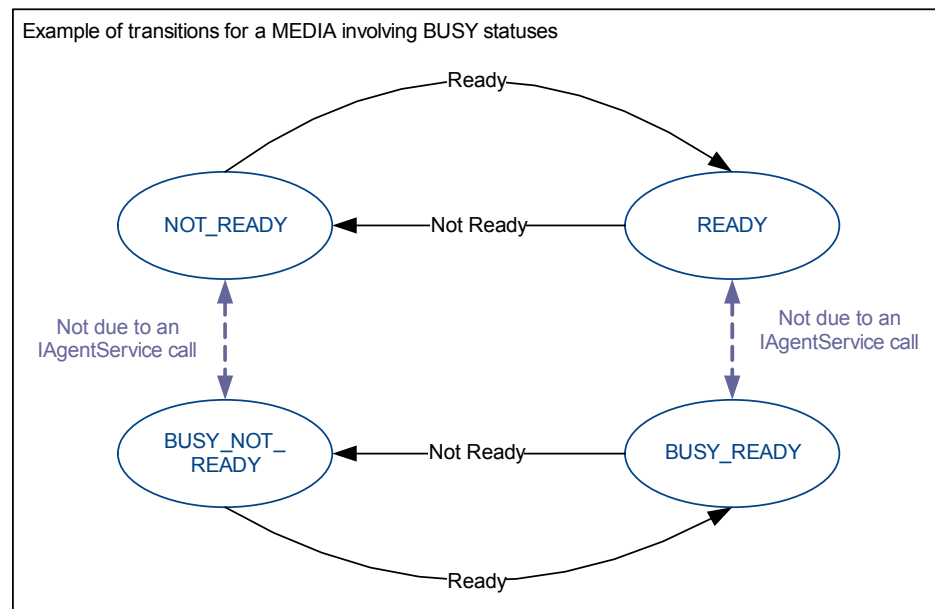 Example of transitions for a MEDIA involving BUSY statuses
Ready
NOT_READY
Not Ready
READY
Not due to an
IAgentService call
Not due to an
IAgentService call
BUSY_NOT_
READY
Not Ready
BUSY_READY
Ready